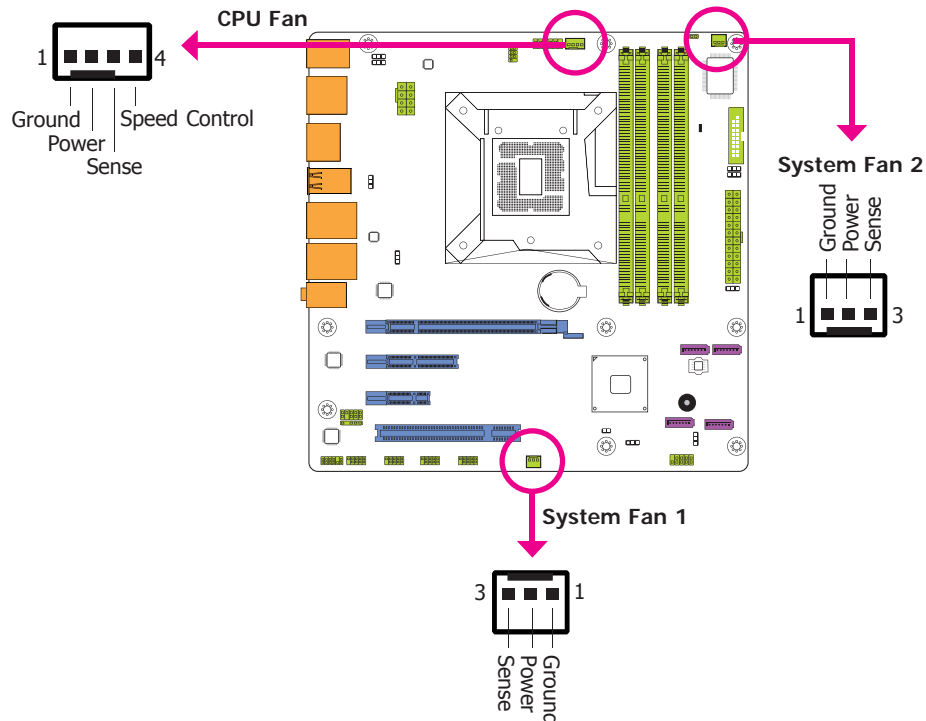 CPU Fan
1 4
Ground
Power
Sense
Speed Control
System Fan 2
Ground
Power
Sense
1 3
System Fan 1
3 1
Sense
Power
Ground